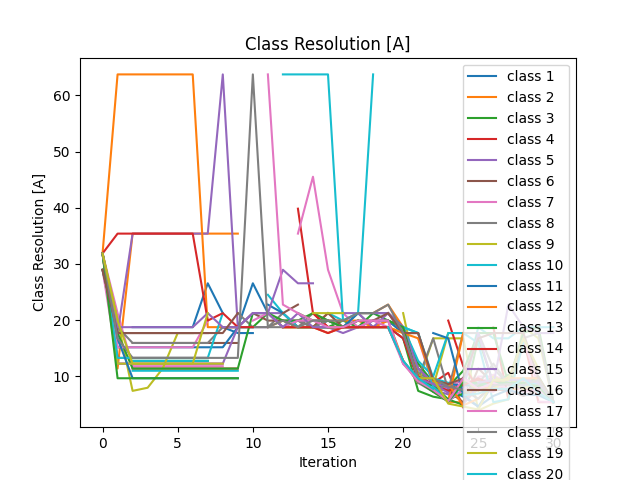 Class Resolution [A]
Class Resolution [A]
60
50
40
30
20
10
0
5
10
15
20
25
30
Iteration
class 1
class 2
class 3
class 4
class 5
class 6
class 7
class 8
class 9
class 10
class 11
class 12
class 13
class 14
class 15
class 16
class 17
class 18
class 19
class 20